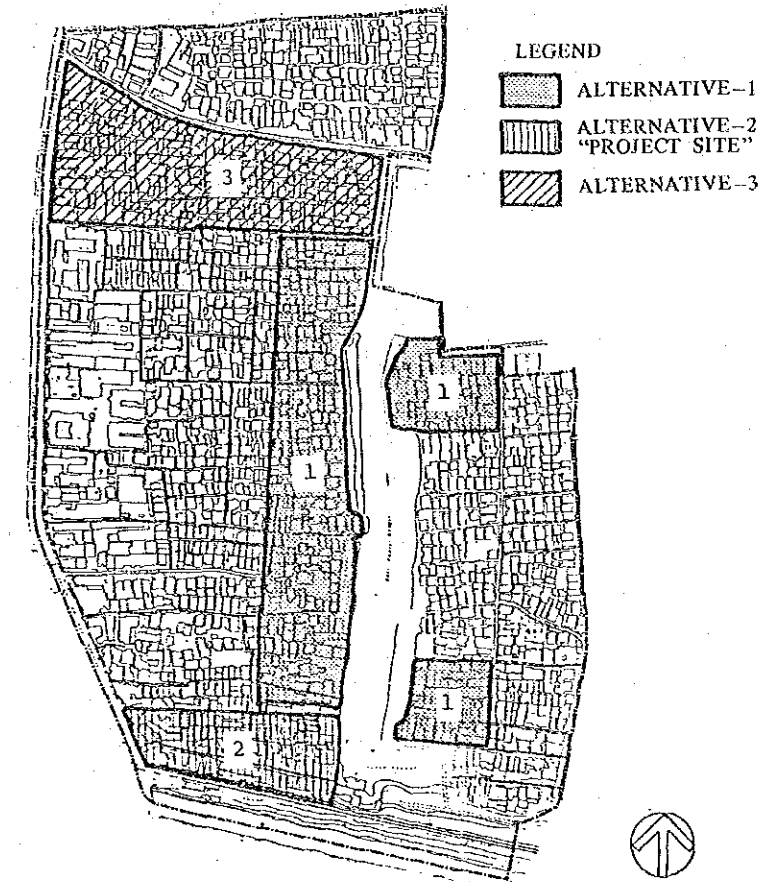 LEGEND
ALTERNATIVE-1
ALTERNATIVE-2
"PROJECT SITE"
ALTERNATIVE-3
3
1
1
1
2